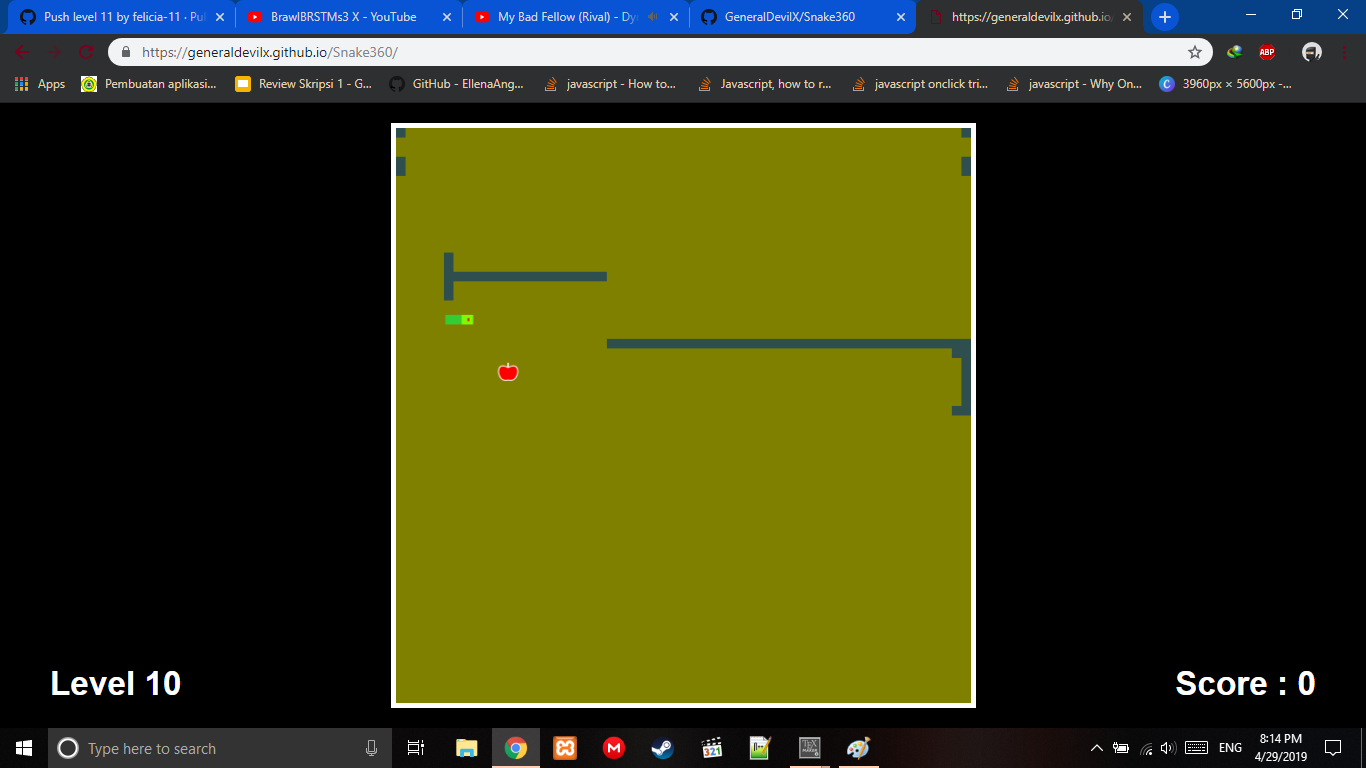 Push level 11 by felicia-11 · Pul
BrawlBRSTMs3 X - YouTube
My Bad Fellow (Rival) - Dyn
GeneralDevilX/Snake360
https://generaldevilx.github.io/
https://generaldevilx.github.io/Snake360/
ABP
Apps
Pembuatan aplikasi...
Review Skripsi 1 - G...
GitHub - EllenaAng...
javascript - How to...
Javascript, how to r...
javascript onclick tri...
javascript - Why On...
3960px × 5600px -...
Level 10
Score : 0
Type here to search
ENG
8:14 PM
4/29/2019